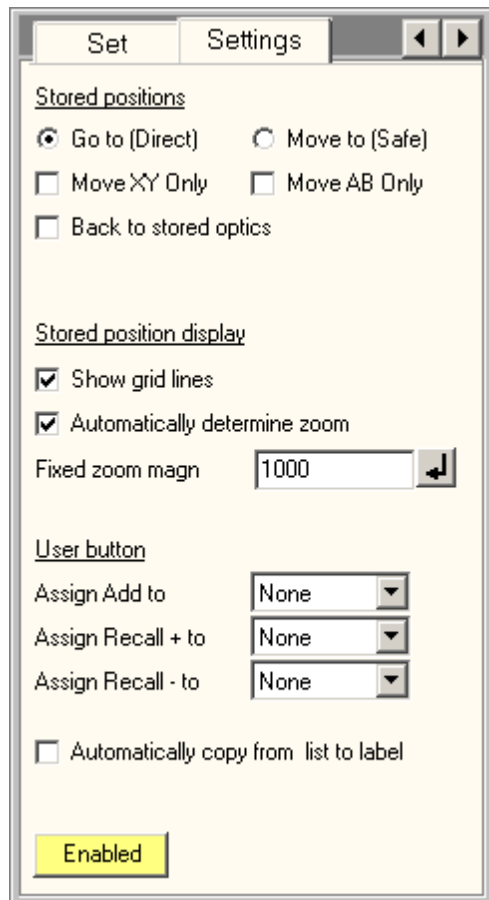 Set Settings
Stored positions
Go to (Direct) Move to (Safe)
Move XY Only Move AB Only
Back to stored optics
Stored position display
Show grid lines
Automatically determine zoom
Fixed zoom magn 1000
User button
Assign Add to None
Assign Recall + to None
Assign Recall - to None
Automatically copy from list to label
Enabled